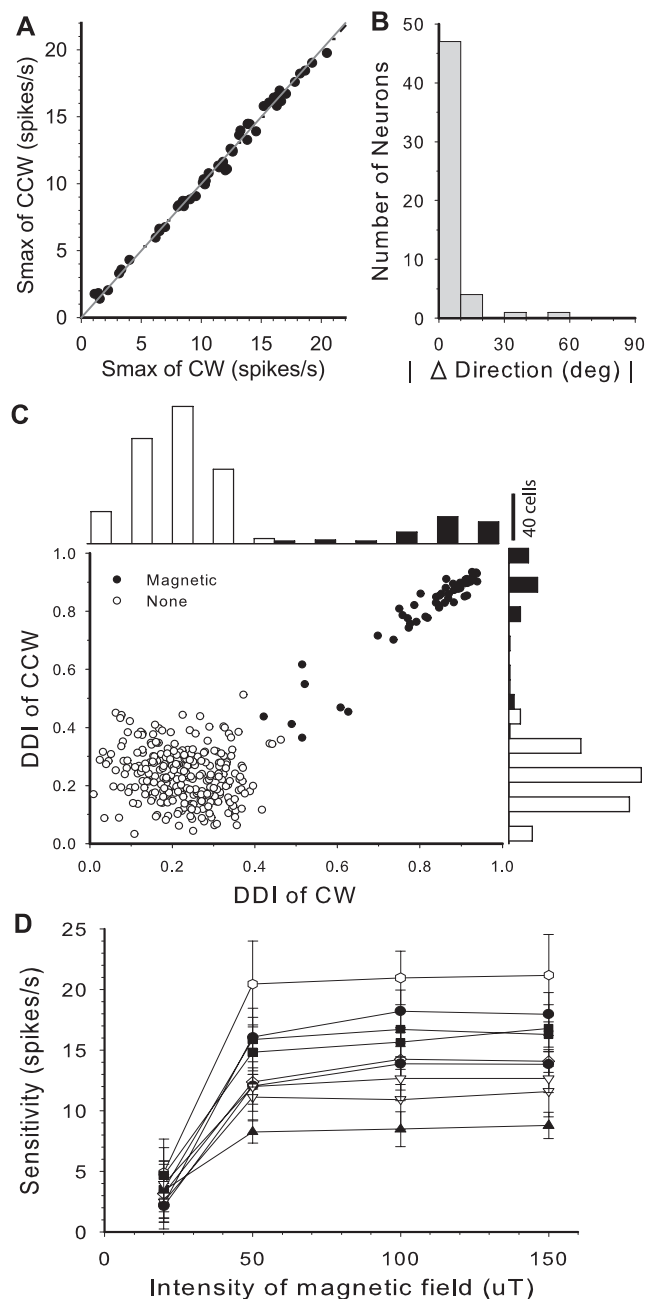 A
Smax of CCW (spikes/s)
20
15
10
5
0
0 5 10 15 20
Smax of CW (spikes/s)
B
Number of Neurons
50
40
30
20
10
0
0 30 60 90
| Δ Direction (deg) |
C
40 cells
DDI of CCW
1.0
0.8
0.6
0.4
0.2
0.0
Magnetic
None
0.0 0.2 0.4 0.6 0.8 1.0
DDI of CW
D
Sensitivity (spikes/s)
25
20
15
10
5
0
0 50 100 150
Intensity of magnetic field (uT)